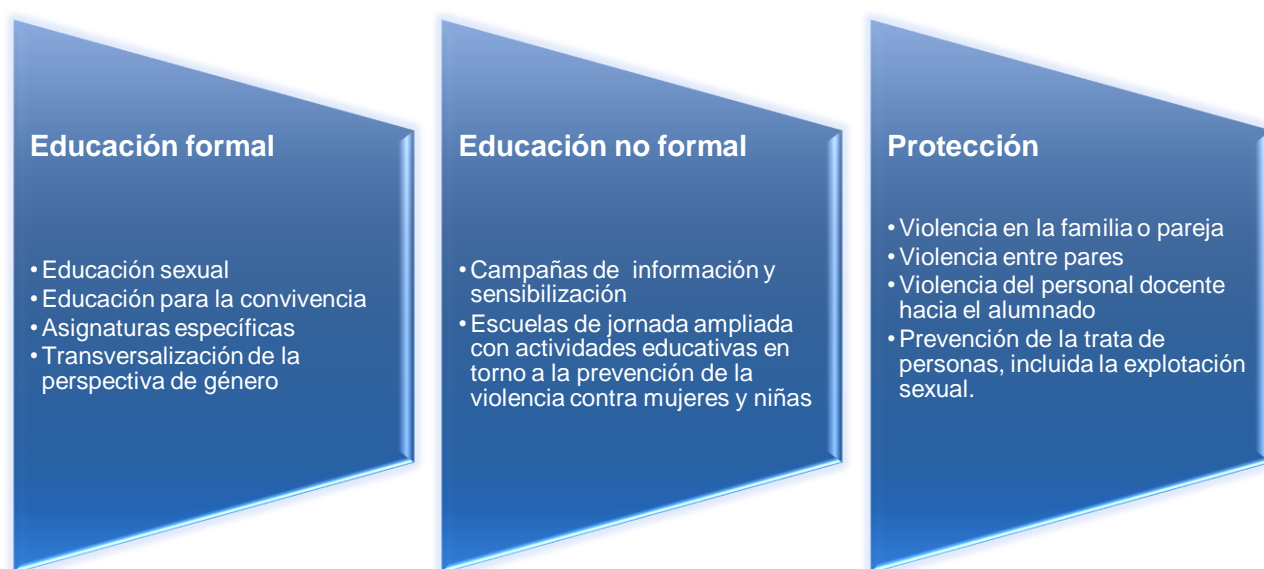 Educación formal
•Educación sexual
•Educación para la convivencia
•Asignaturas específicas
•Transversalización de la
perspectiva de género
Educación no formal
•Campañas de información y
sensibilización
•Escuelas de jornada ampliada
con actividades educativas en
torno a la prevención de la
violencia contra mujeres y niñas
Protección
•Violencia en la familia o pareja
•Violencia entre pares
•Violencia del personal docente
hacia el alumnado
•Prevención de la trata de
personas, incluida la explotación
sexual.